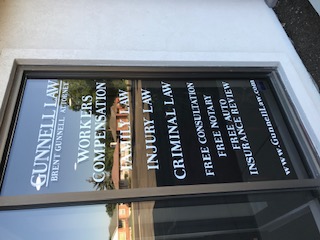 GUNNELL LAW
BRENT GUNNELL ATTORNEY
WORKERS
COMPENSATION
FAMILY LAW
INJURY LAW
CRIMINAL LAW
FREE CONSULTATION
FREE NOTARY
FREE AUTO
INSURANCE REVIEW
www.GunnellLaw.com